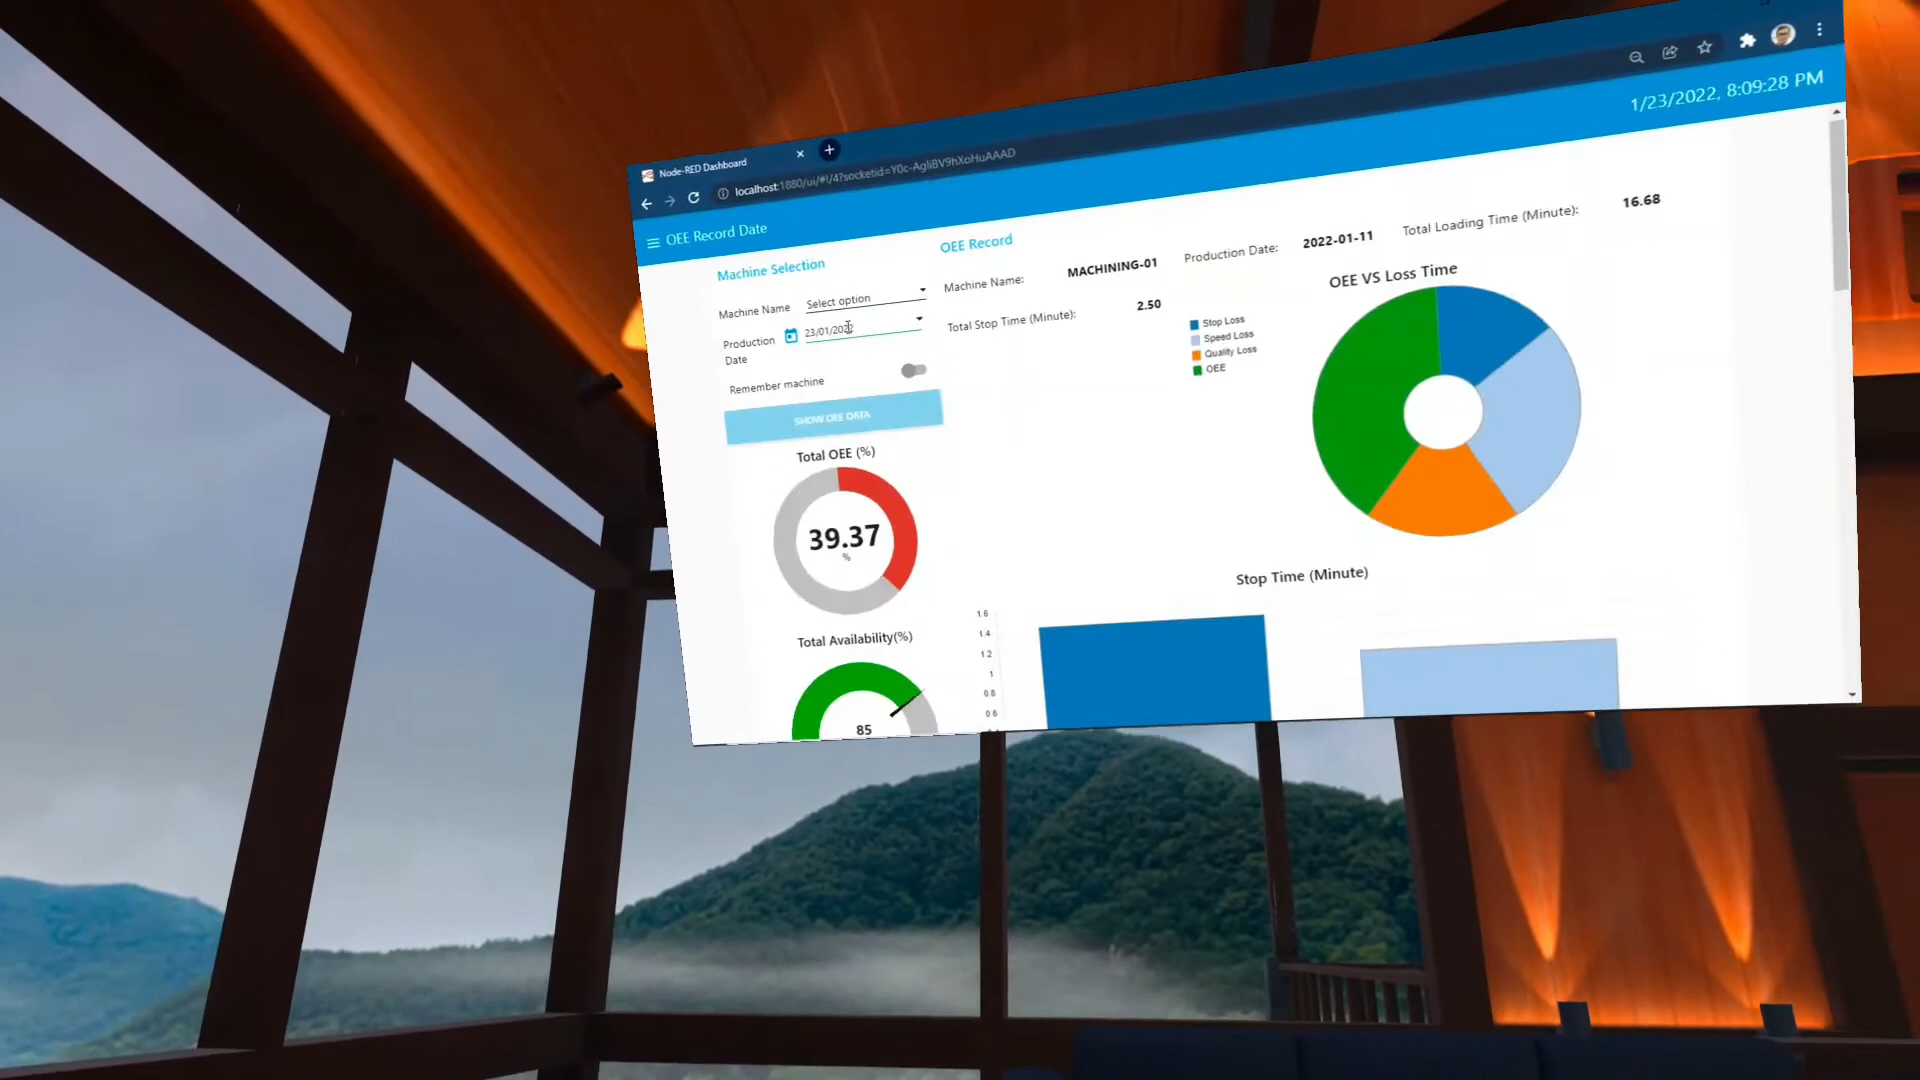 Node-RED Dashboard
localhost:1880/ui/#!/4?socketid=Y0c-AgliBV9hXoHuAAAD
1/23/2022, 8:09:28 PM
OEE Record Date
Machine Selection
Machine Name
Select option
Production
Date
23/01/2022
Remember machine
SHOW OEE DATA
Total OEE (%)
39.37
%
Total Availability(%)
85
OEE Record
Machine Name:
MACHINING-01
Production Date:
2022-01-11
Total Loading Time (Minute):
16.68
Total Stop Time (Minute):
2.50
OEE VS Loss Time
Stop Loss
Speed Loss
Quality Loss
OEE
Stop Time (Minute)
1.6
1.4
1.2
1
0.8
0.6